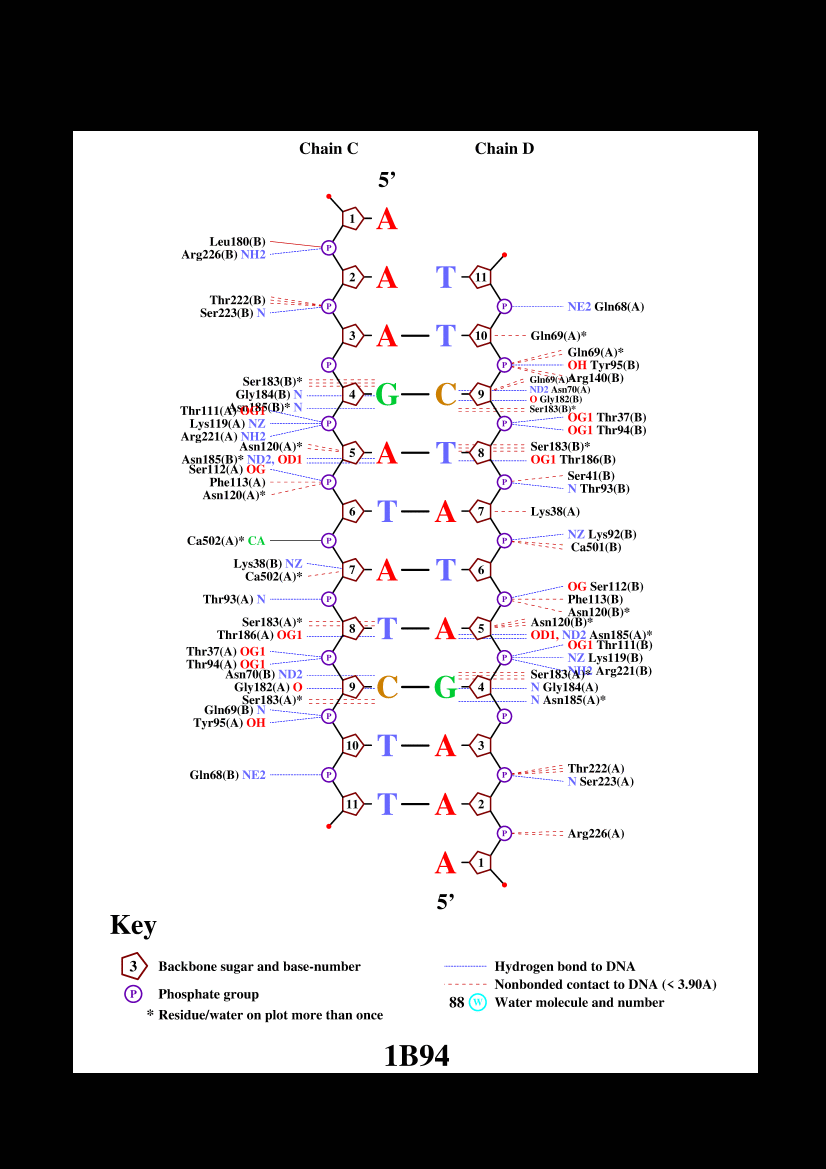 Chain C Chain D
5’
1 A
Leu180(B) P
Arg226(B) NH2
2 A T 11
Thr222(B) P P NE2 Gln68(A)
Ser223(B) N
3 A T 10 Gln69(A)*
Gln69(A)*
P P OH Tyr95(B)
Arg140(B)
Ser183(B)* Gln69(A)*
Gly184(B) N 4 G C 9 ND2 Asn70(A)
Asn185(B)* N O Gly182(B)
Ser183(B)*
Thr111(A) OG1 OG1 Thr37(B)
Lys119(A) NZ P P OG1 Thr94(B)
Arg221(A) NH2
Asn120(A)* 5 A T 8 Ser183(B)*
Asn185(B)* ND2, OD1 OG1 Thr186(B)
Ser112(A) OG Ser41(B)
Phe113(A) P P N Thr93(B)
Asn120(A)*
6 T A 7 Lys38(A)
Ca502(A)* CA P P NZ Lys92(B)
Ca501(B)
Lys38(B) NZ 7 A T 6
Ca502(A)*
OG Ser112(B)
Thr93(A) N P P Phe113(B)
Asn120(B)*
Ser183(A)* 8 T A 5 Asn120(B)*
Thr186(A) OG1 OD1, ND2 Asn185(A)*
Thr37(A) OG1 OG1 Thr111(B)
Thr94(A) OG1 P P NZ Lys119(B)
NH2 Arg221(B)
Asn70(B) ND2 Ser183(A)*
Gly182(A) O 9 C G 4 N Gly184(A)
Ser183(A)* N Asn185(A)*
Gln69(B) N P P
Tyr95(A) OH
10 T A 3
Gln68(B) NE2 P P Thr222(A)
N Ser223(A)
11 T A 2
P Arg226(A)
A 1
5’
Key
3 Backbone sugar and base-number
P Phosphate group
* Residue/water on plot more than once
Hydrogen bond to DNA
Nonbonded contact to DNA (< 3.90A)
88 W Water molecule and number
1B94